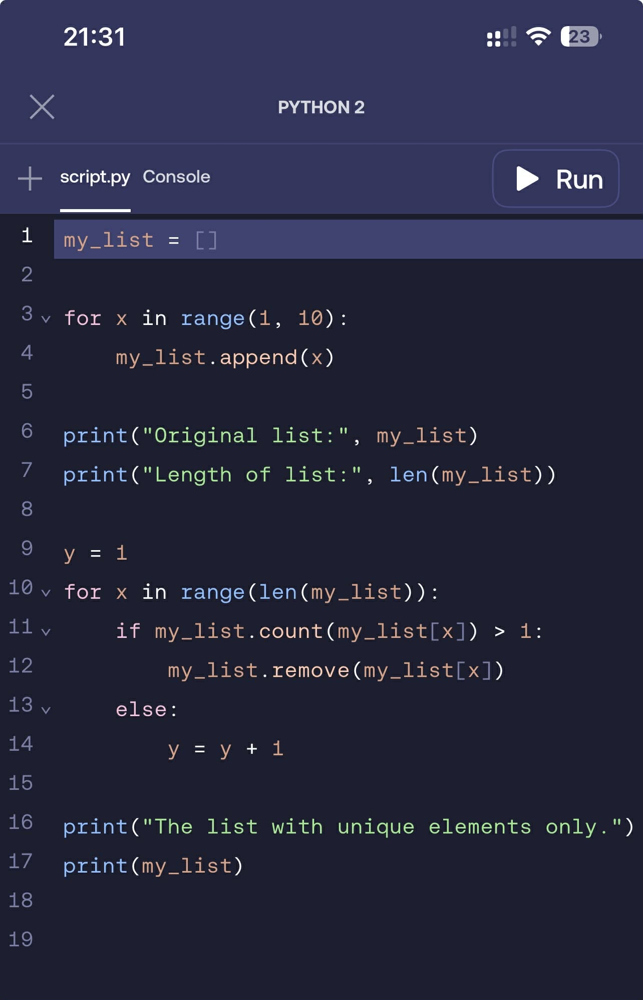 21:31
23
PYTHON 2
script.py Console
Run
1 my_list = []
2
3 for x in range(1, 10):
4     my_list.append(x)
5
6 print("Original list:", my_list)
7 print("Length of list:", len(my_list))
8
9 y = 1
10 for x in range(len(my_list)):
11     if my_list.count(my_list[x]) > 1:
12         my_list.remove(my_list[x])
13     else:
14         y = y + 1
15
16 print("The list with unique elements only.")
17 print(my_list)
18
19